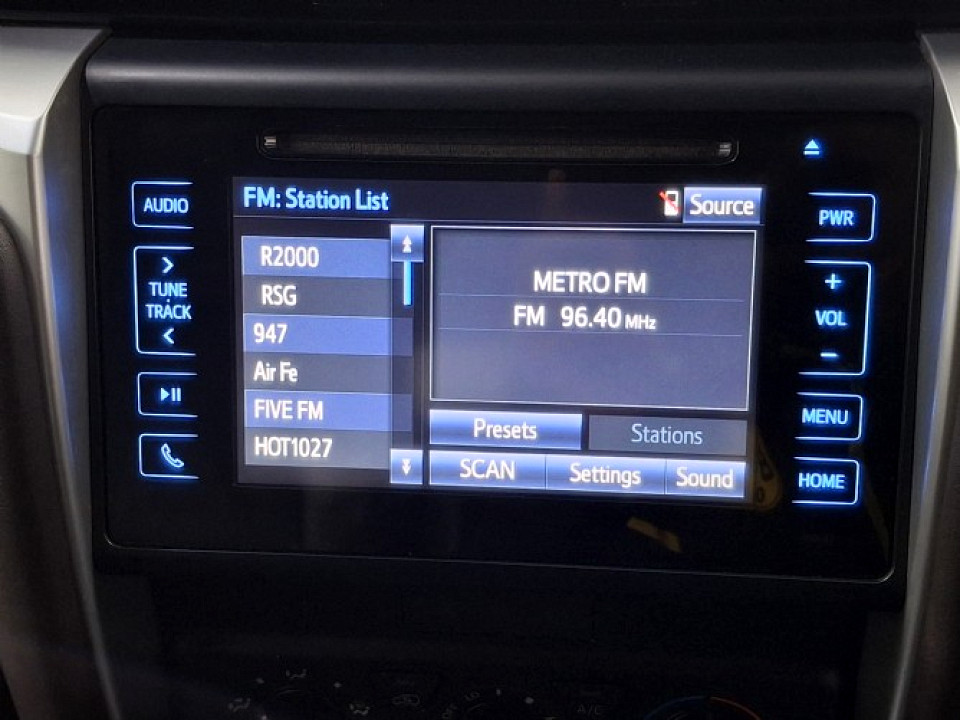 FM: Station List
Source
AUDIO
TUNE
TRACK
R2000
RSG
947
Air Fe
FIVE FM
HOT1027
METRO FM
FM 96.40 MHz
Presets
Stations
SCAN
Settings
Sound
PWR
+
VOL
-
MENU
HOME
A/C